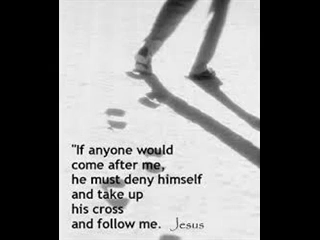 "If anyone would
come after me,
he must deny himself
and take up
his cross
and follow me. Jesus